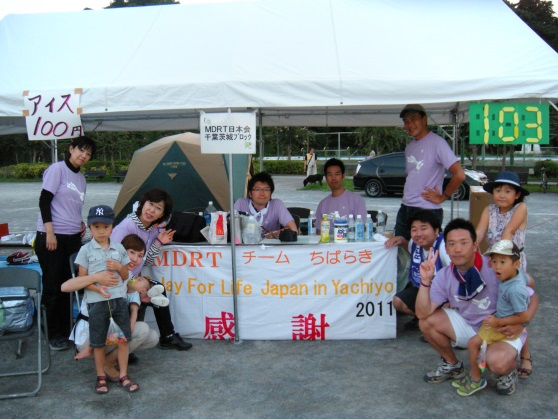 アイス
100円
MDRT日本会
千葉茨城ブロック
103
MDRT チーム ちばらき
ay For Life Japan in Yachiyo
2011
感謝
NY